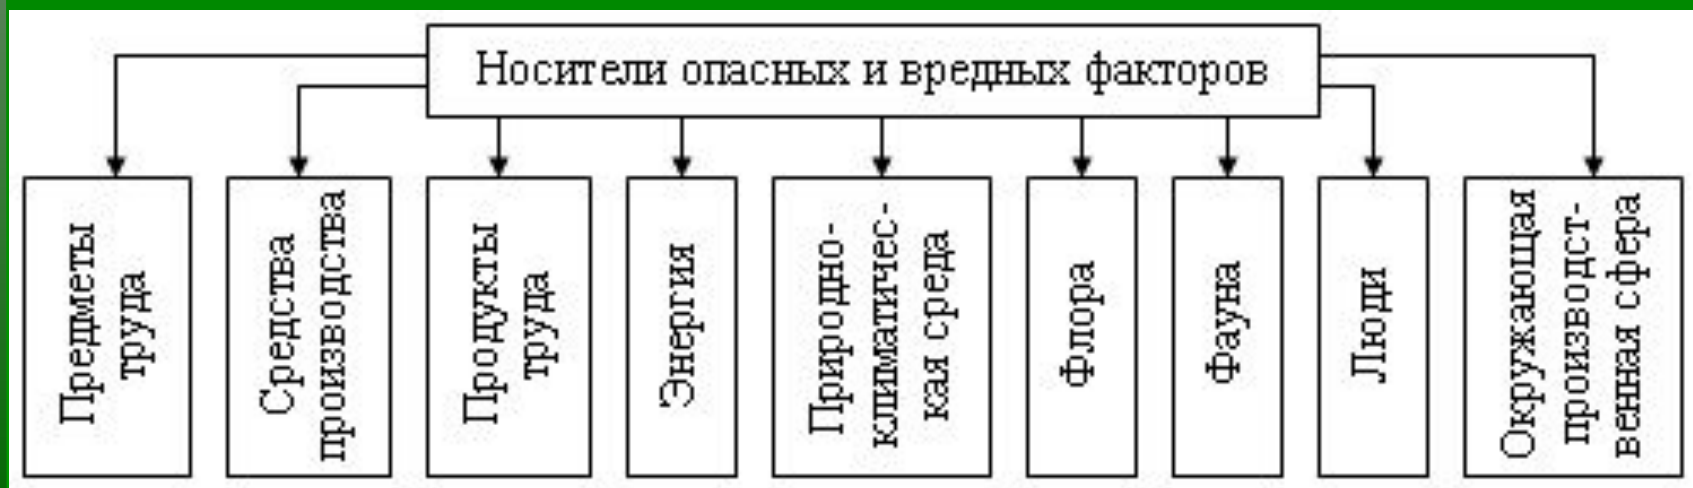 Носители опасных и вредных факторов
Предметы
труда
Средства
производства
Продукты
труда
Энергия
Природно-
климатичес-
кая среда
Флора
Фауна
Люди
Окружающая
производст-
венная сфера